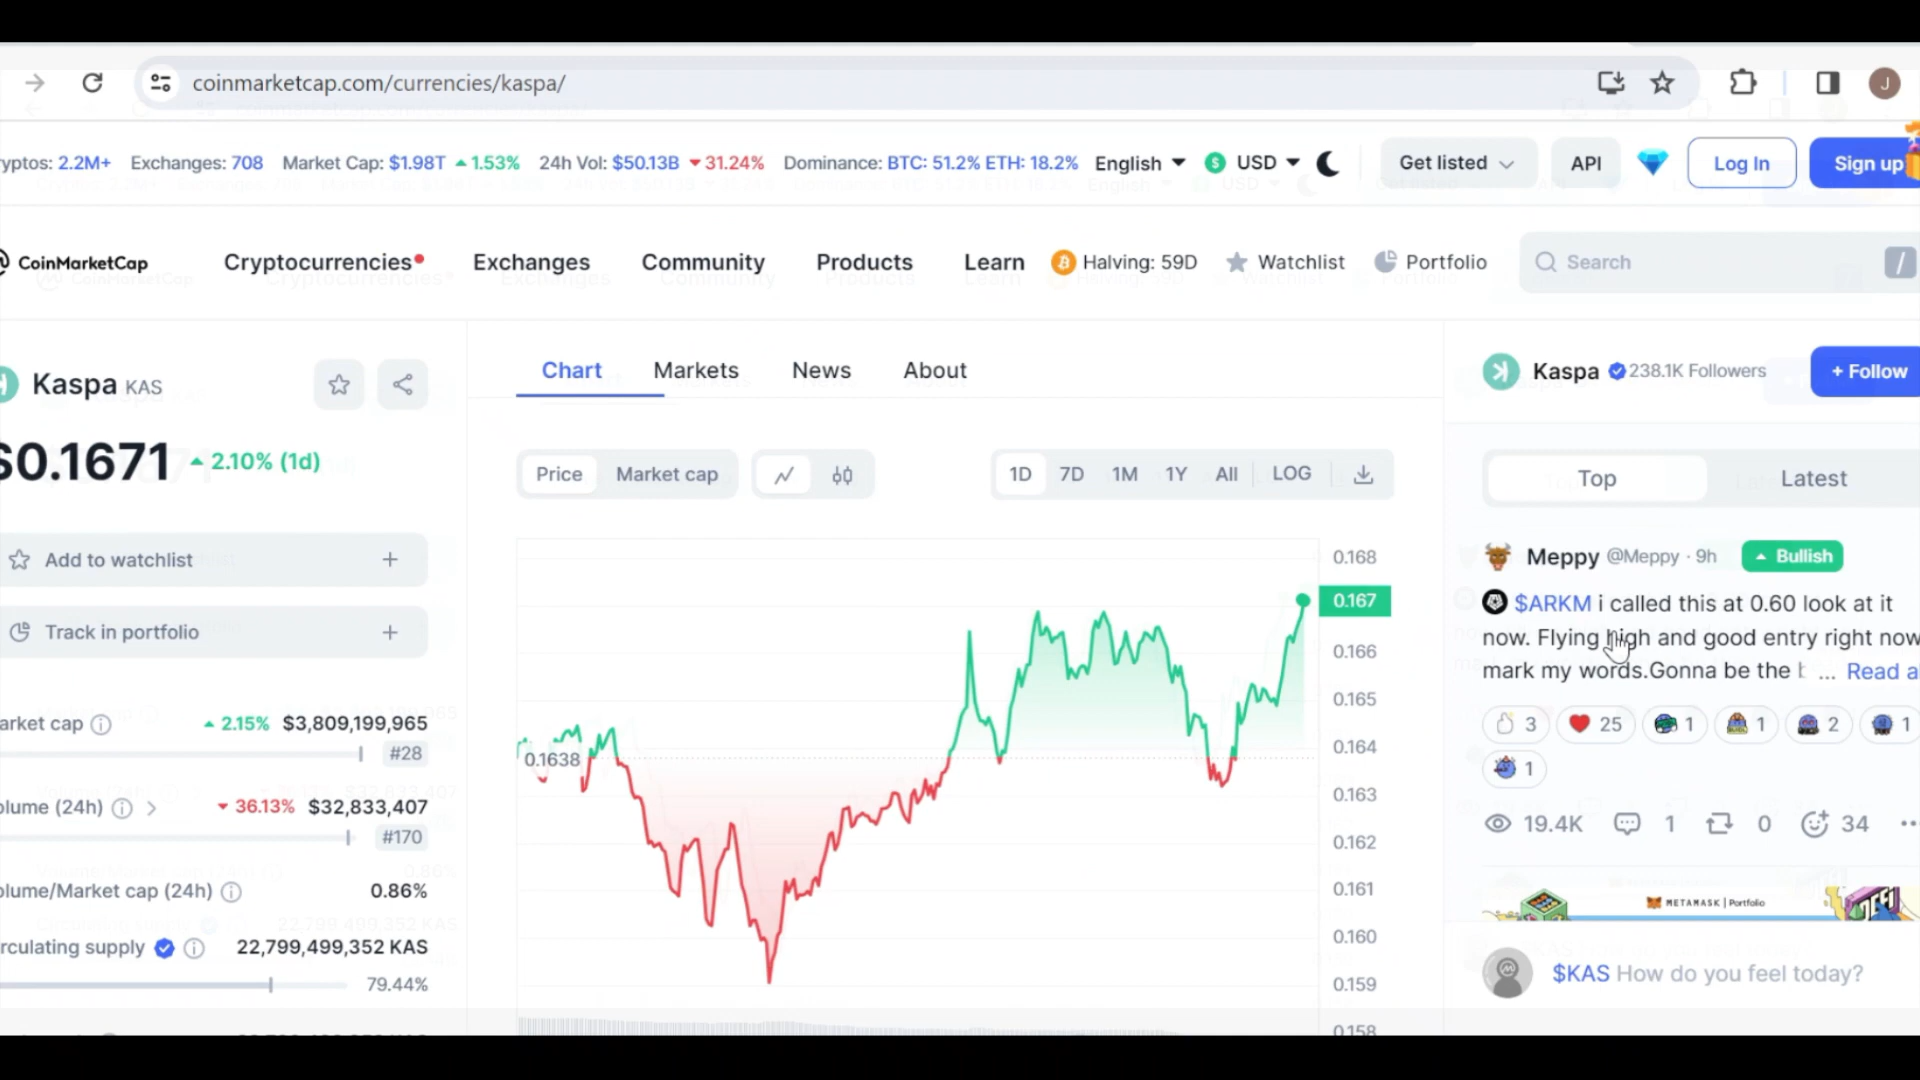 coinmarketcap.com/currencies/kaspa/
J
yptos: 2.2M+ Exchanges: 708 Market Cap: $1.98T 1.53% 24h Vol: $50.13B 31.24% Dominance: BTC: 51.2% ETH: 18.2% English USD Get listed API Log In Sign up
CoinMarketCap Cryptocurrencies Exchanges Community Products Learn Halving: 59D Watchlist Portfolio Search /
Kaspa KAS
$0.1671 2.10% (1d)
Add to watchlist +
Track in portfolio +
arket cap 2.15% $3,809,199,965
#28
olume (24h) 36.13% $32,833,407
#170
olume/Market cap (24h) 0.86%
rculating supply 22,799,499,352 KAS
79.44%
Chart Markets News About
Price Market cap 1D 7D 1M 1Y All LOG
0.168
0.167
0.166
0.165
0.164
0.163
0.162
0.161
0.160
0.159
0.158
0.1638
Kaspa 238.1K Followers + Follow
Top Latest
Meppy @Meppy · 9h Bullish
$ARKM i called this at 0.60 look at it
now. Flying high and good entry right now
mark my words.Gonna be the b ... Read a
3 25 1 1 2 1
1
19.4K 1 0 34
METAMASK | Portfolio
DEFI
$KAS How do you feel today?